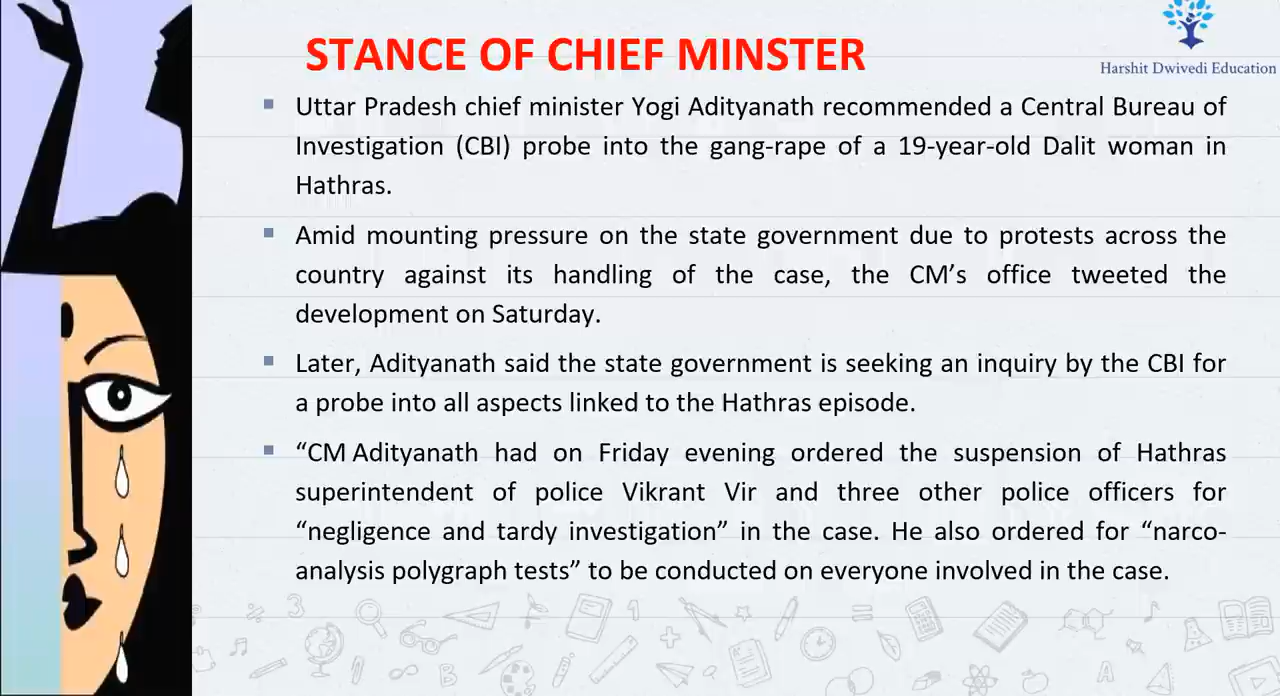 STANCE OF CHIEF MINSTER
Harshit Dwivedi Education
Uttar Pradesh chief minister Yogi Adityanath recommended a Central Bureau of
Investigation (CBI) probe into the gang-rape of a 19-year-old Dalit woman in
Hathras.
Amid mounting pressure on the state government due to protests across the
country against its handling of the case, the CM’s office tweeted the
development on Saturday.
Later, Adityanath said the state government is seeking an inquiry by the CBI for
a probe into all aspects linked to the Hathras episode.
“CM Adityanath had on Friday evening ordered the suspension of Hathras
superintendent of police Vikrant Vir and three other police officers for
“negligence and tardy investigation” in the case. He also ordered for “narco-
analysis polygraph tests” to be conducted on everyone involved in the case.